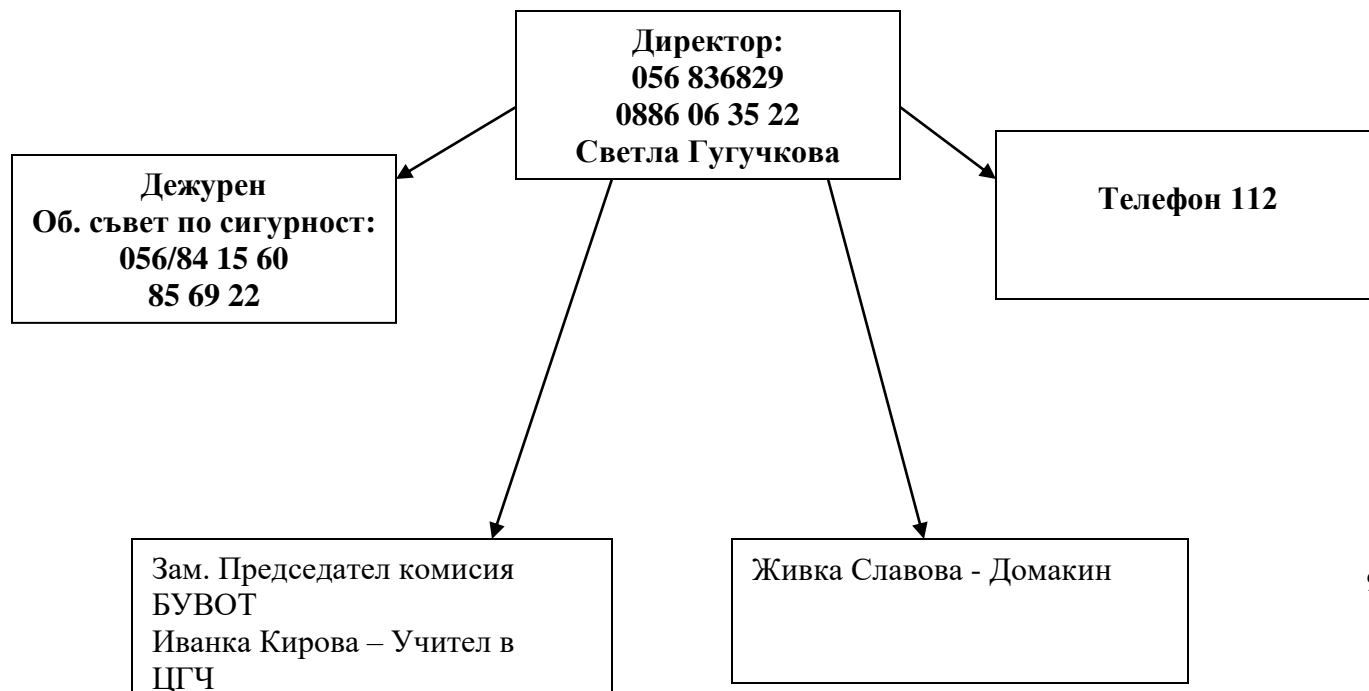 Директор:
056 836829
0886 06 35 22
Светла Гугучкова
Дежурен
Об. съвет по сигурност:
056/84 15 60
85 69 22
Телефон 112
Зам. Председател комисия
БУВОТ
Иванка Кирова – Учител в
ЦГЧ
Живка Славова - Домакин